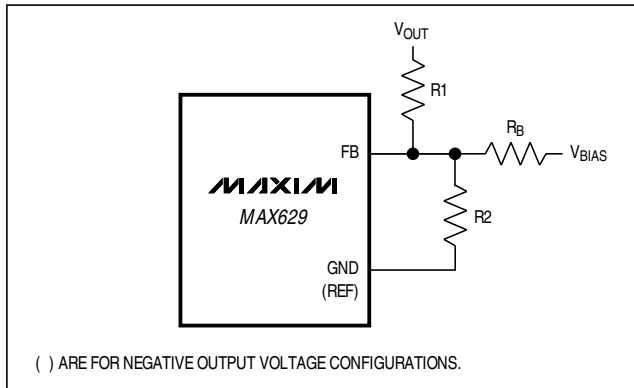 VOUT
R1
RB
FB
VBIAS
MAXIM
MAX629
R2
GND
(REF)
( ) ARE FOR NEGATIVE OUTPUT VOLTAGE CONFIGURATIONS.